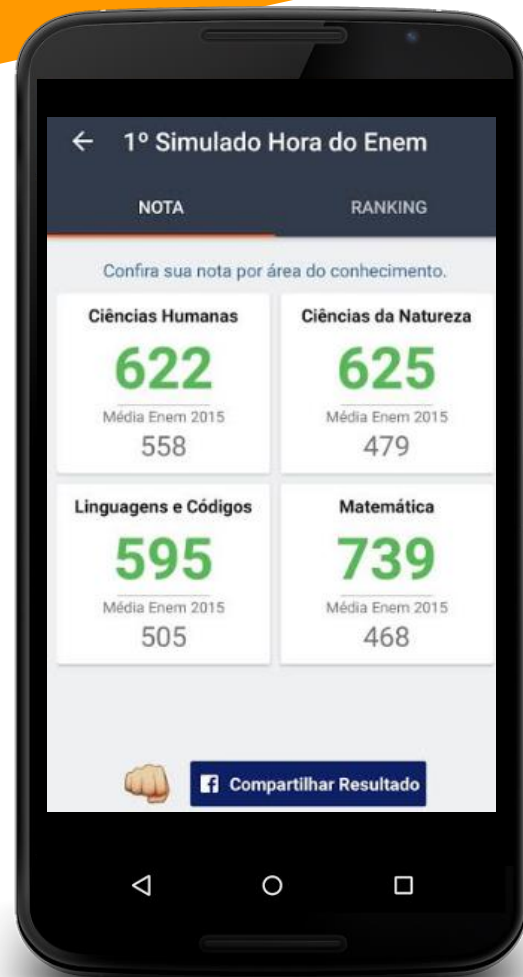 1º Simulado Hora do Enem
NOTA
RANKING
Confira sua nota por área do conhecimento.
Ciências Humanas
622
Média Enem 2015
558
Ciências da Natureza
625
Média Enem 2015
479
Linguagens e Códigos
595
Média Enem 2015
505
Matemática
739
Média Enem 2015
468
Compartilhar Resultado